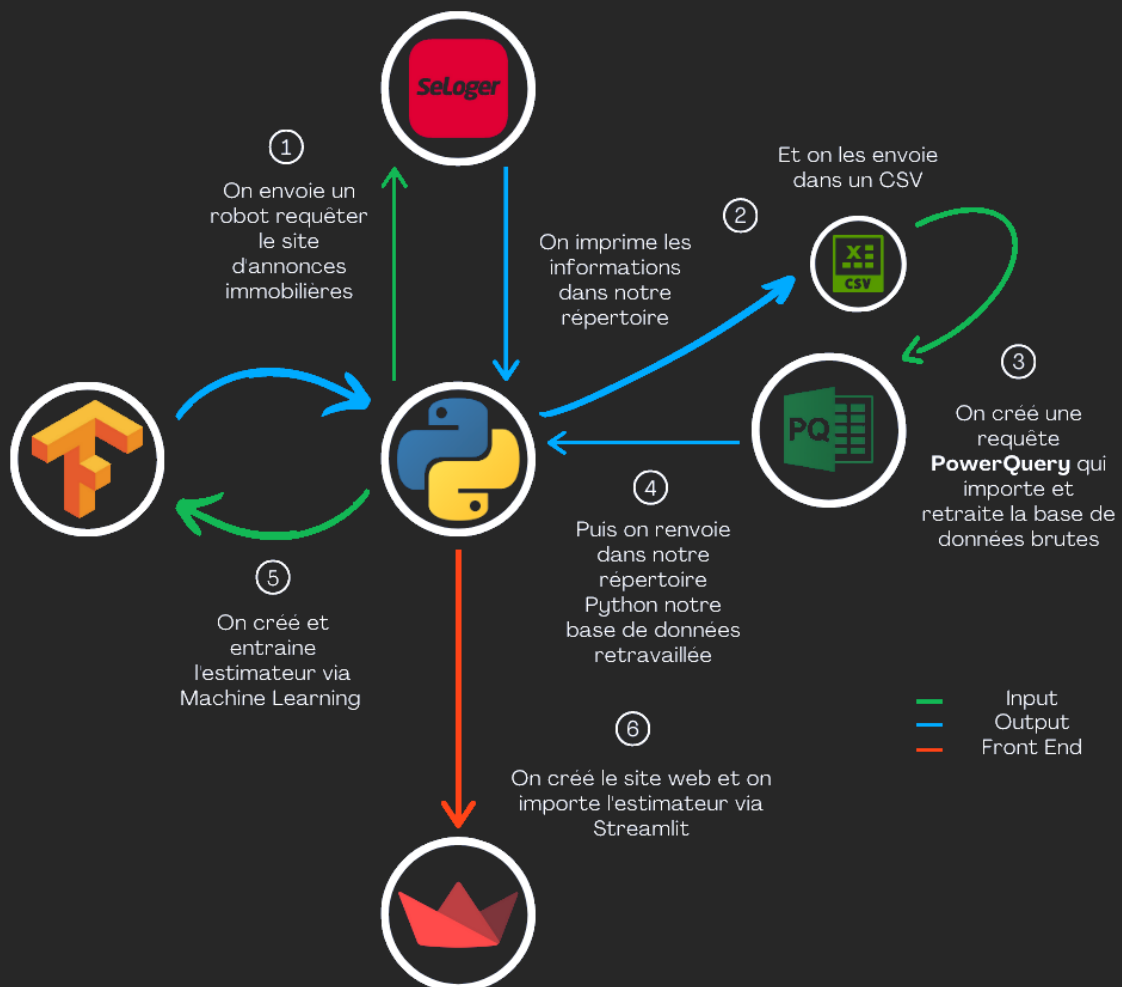 SeLoger
1
On envoie un
robot requêter
le site
d'annonces
immobilières
On imprime les
informations
dans notre
répertoire
2
Et on les envoie
dans un CSV
X
CSV
3
On créé une
requête
PowerQuery qui
importe et
retraite la base de
données brutes
PQ
4
Puis on renvoie
dans notre
répertoire
Python notre
base de données
retravaillée
5
On créé et
entraine
l'estimateur via
Machine Learning
6
On créé le site web et on
importe l'estimateur via
Streamlit
Input
Output
Front End